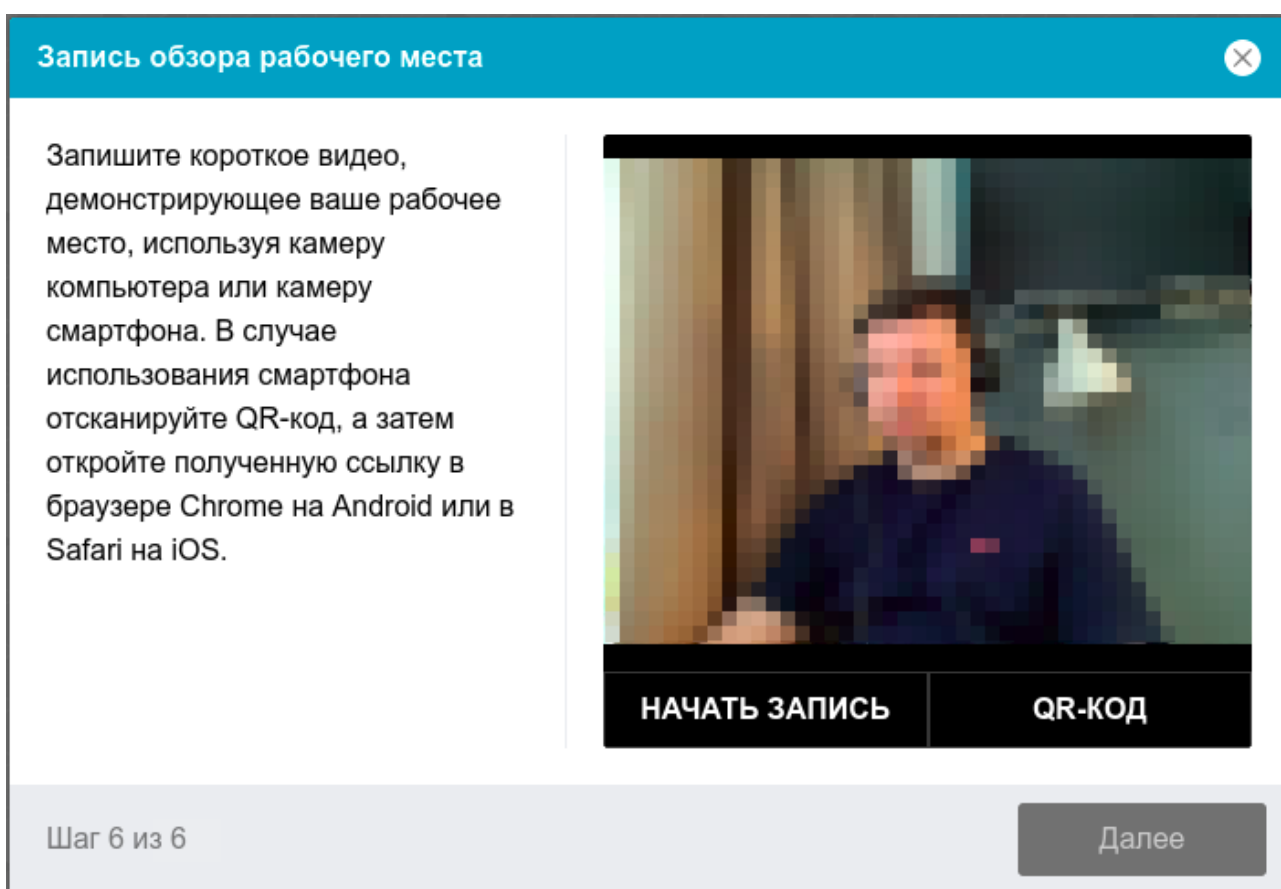 Запись обзора рабочего места
Запишите короткое видео,
демонстрирующее ваше рабочее
место, используя камеру
компьютера или камеру
смартфона. В случае
использования смартфона
отсканируйте QR-код, а затем
откройте полученную ссылку в
браузере Chrome на Android или в
Safari на iOS.
НАЧАТЬ ЗАПИСЬ
QR-КОД
Шаг 6 из 6
Далее